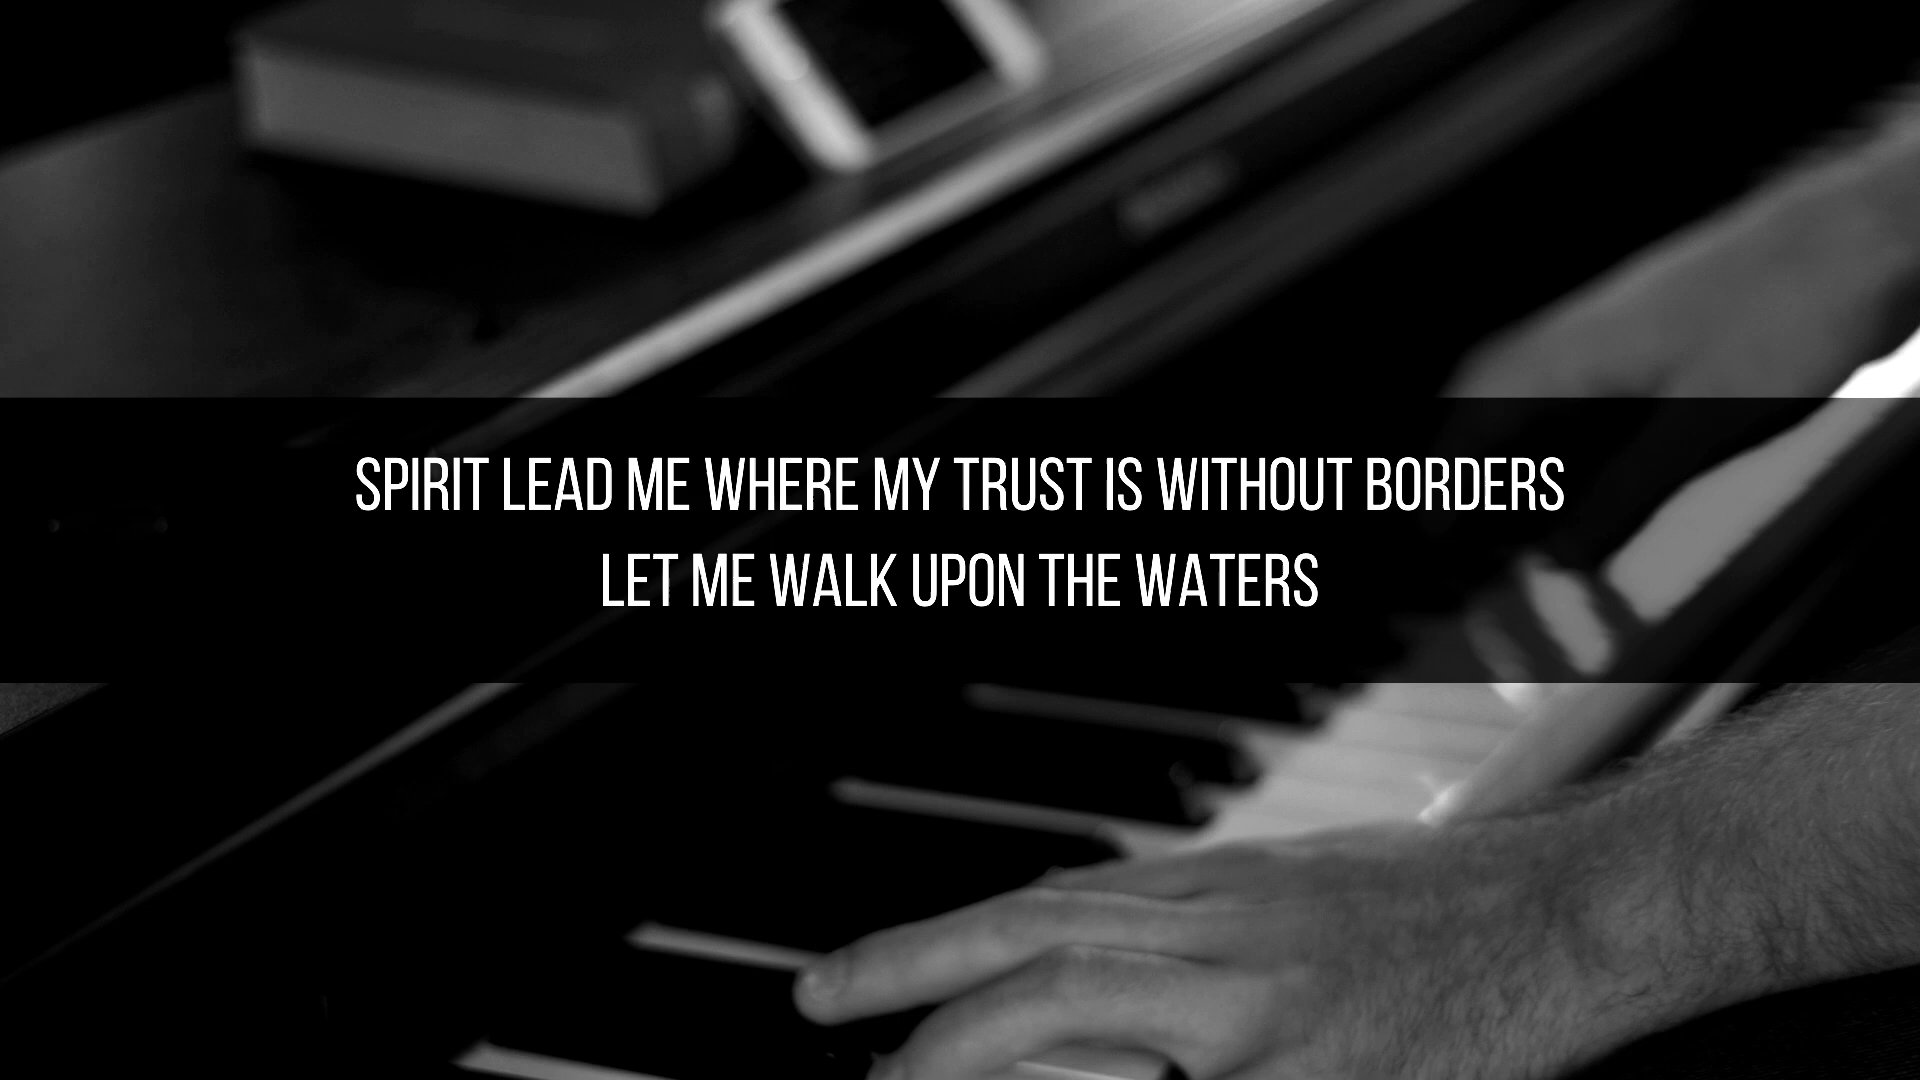 SPIRIT LEAD ME WHERE MY TRUST IS WITHOUT BORDERS
LET ME WALK UPON THE WATERS